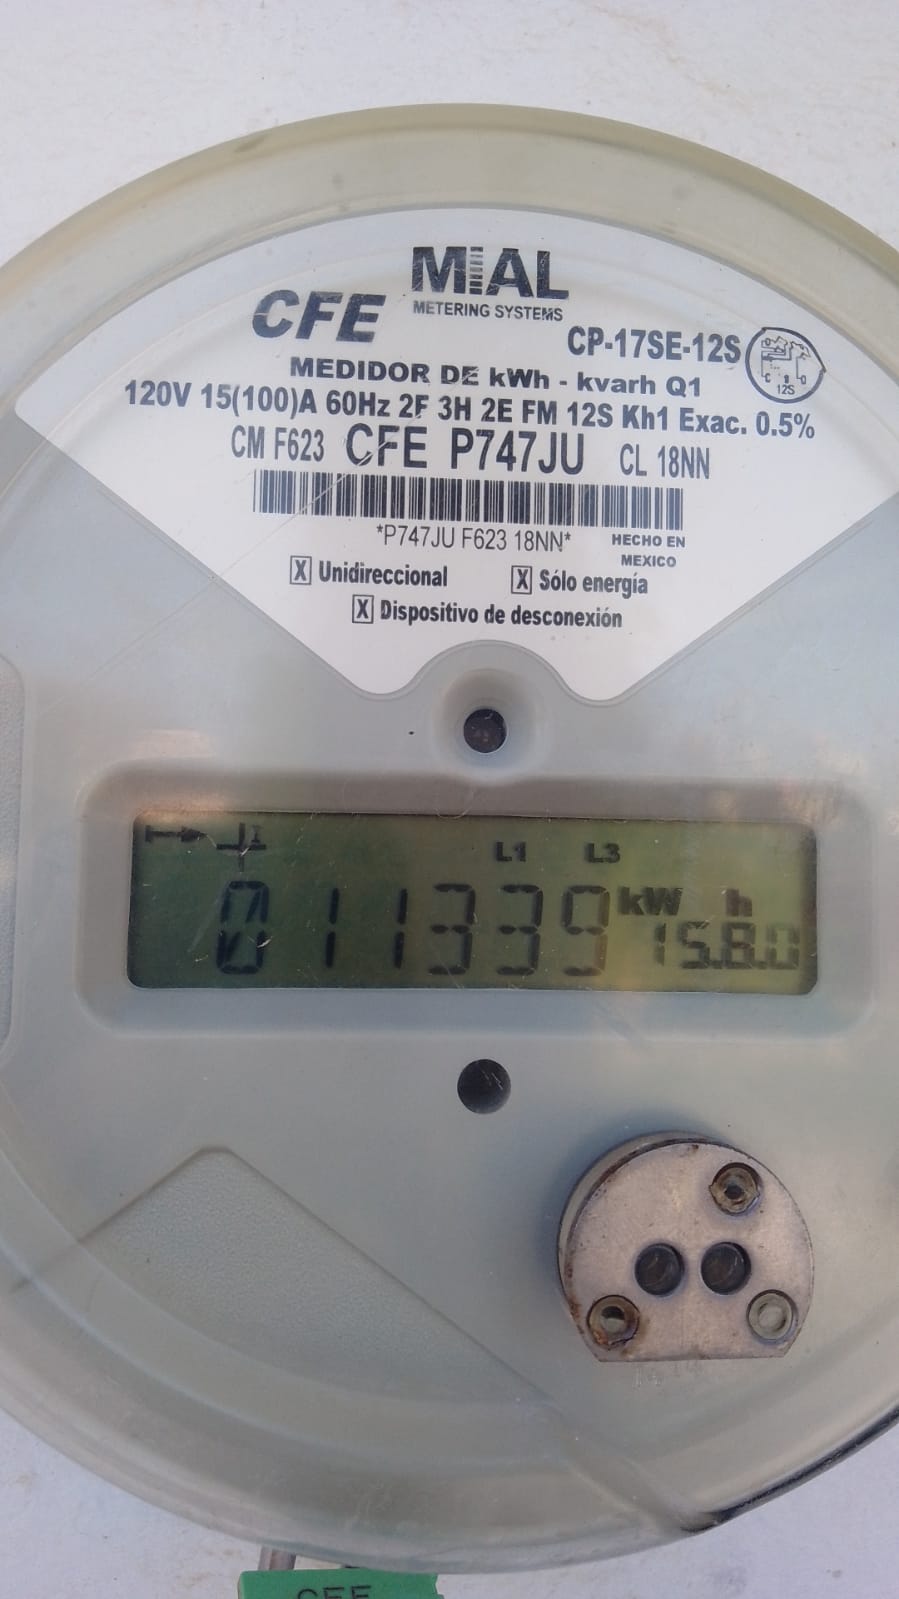 MIAL
METERING SYSTEMS
CFE
CP-17SE-12S
C 12S
MEDIDOR DE kWh - kvarh Q1
120V 15(100)A 60Hz 2F 3H 2E FM 12S Kh1 Exac. 0.5%
CM F623 CFE P747JU CL 18NN
*P747JU F623 18NN*
HECHO EN
MEXICO
X Unidireccional X Sólo energía
X Dispositivo de desconexión
L1 L3
011339 kW h 15.8.0
CFE